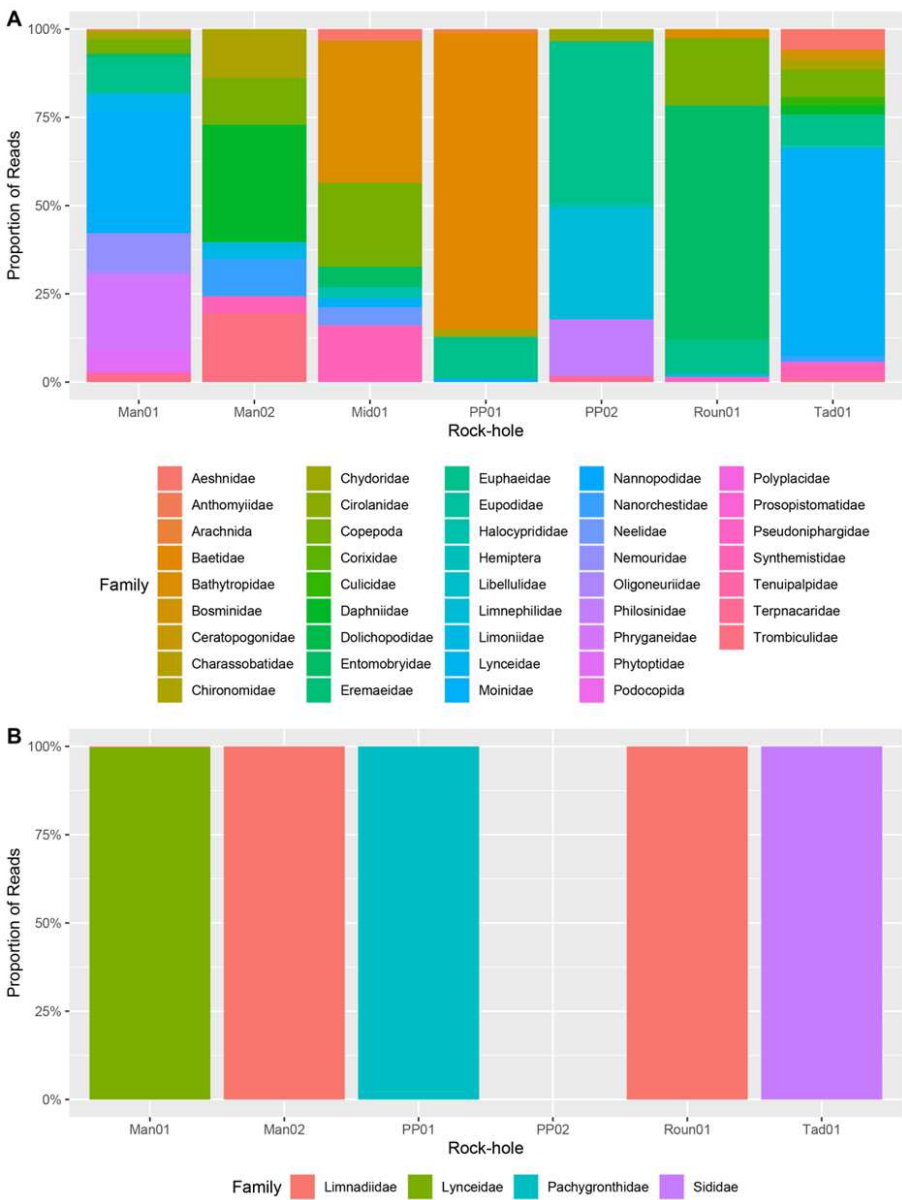 A
100%
75%
50%
25%
0%
Proportion of Reads
Man01 Man02 Mid01 PP01 PP02 Roun01 Tad01
Rock-hole
Family
Aeshnidae Chydoridae Euphaeidae Nannopodidae Polyplacidae
Anthomyiidae Cirolanidae Eupodidae Nanorchestidae Prosopistomatidae
Arachnida Copepoda Halocyprididae Neelidae Pseudoniphargidae
Baetidae Corixidae Hemiptera Nemouridae Synthemistidae
Bathytropidae Culicidae Libellulidae Oligoneuriidae Tenuipalpidae
Bosminidae Daphniidae Limnephilidae Philosinidae Terpnacaridae
Ceratopogonidae Dolichopodidae Limoniidae Phryganeidae Trombiculidae
Charassobatidae Entomobryidae Lynceidae Phytoptidae
Chironomidae Eremaeidae Moinidae Podocopida
B
100%
75%
50%
25%
0%
Proportion of Reads
Man01 Man02 PP01 PP02 Roun01 Tad01
Rock-hole
Family Limnadiidae Lynceidae Pachygronthidae Sididae